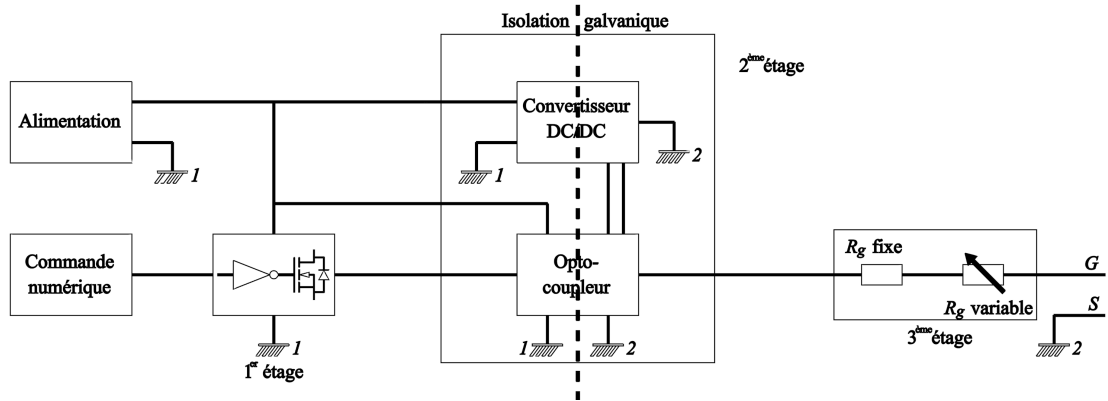 Isolation galvanique
2ème étage
Alimentation
1
Convertisseur
DC/DC
1
2
Commande
numérique
1
1er étage
Opto-
coupleur
1
2
Rg fixe
Rg variable
3ème étage
G
S
2